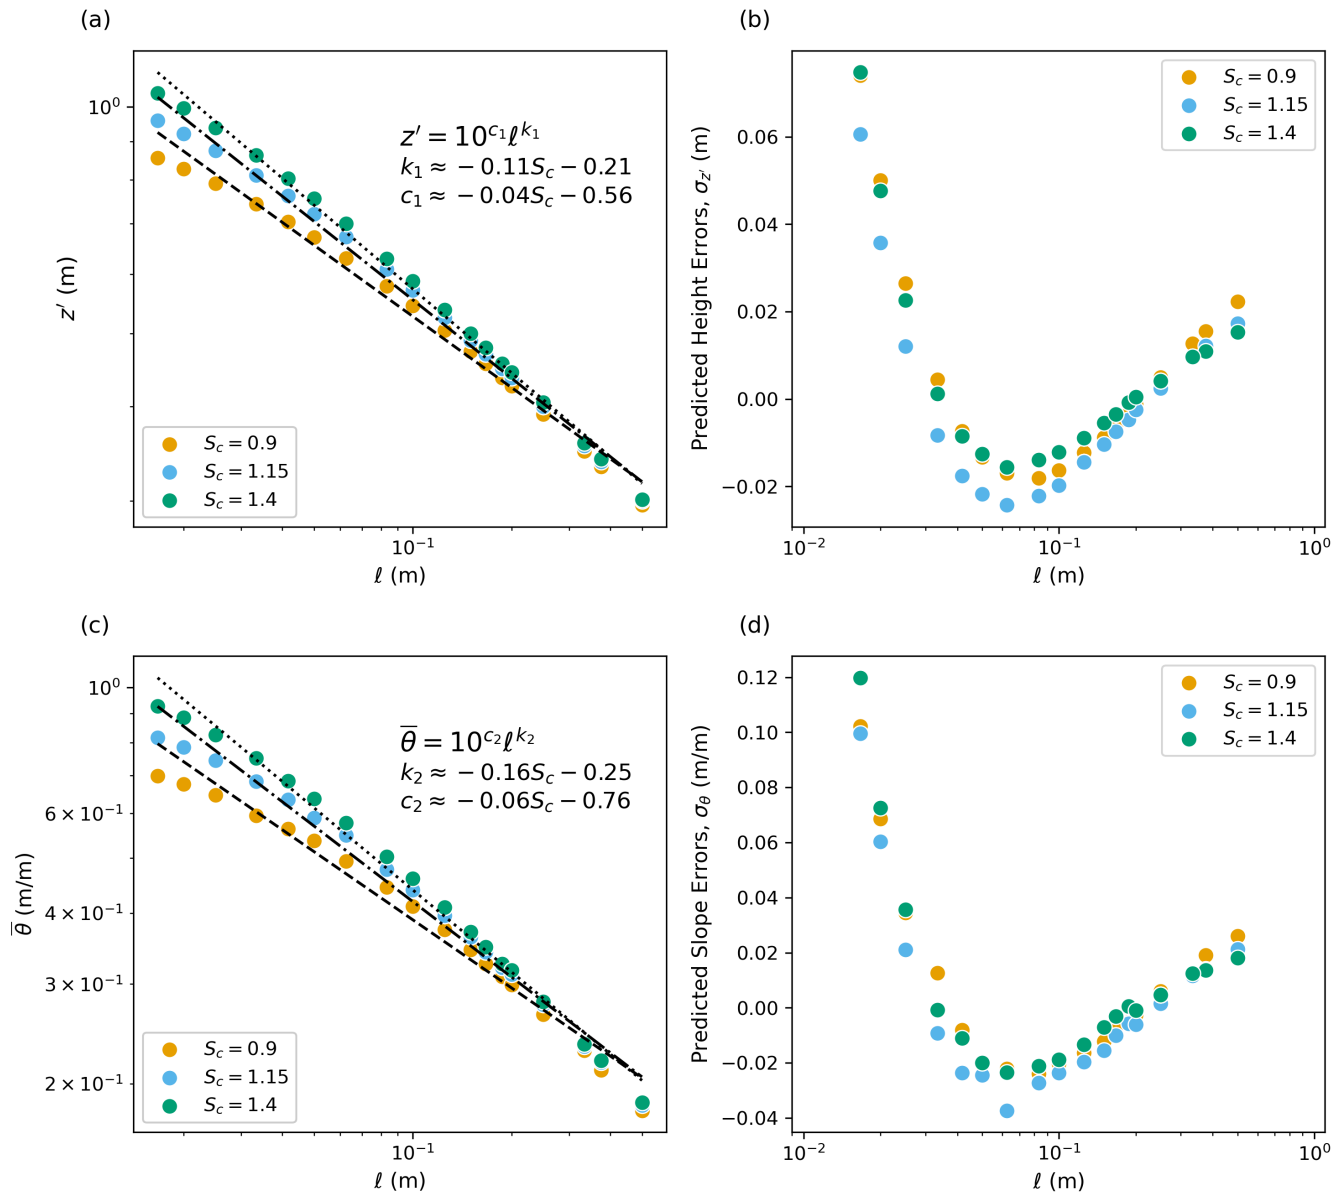 (a)
10⁰
z′ (m)
z′ = 10^{c₁}ℓ^{k₁}
k₁ ≈ −0.11S_c − 0.21
c₁ ≈ −0.04S_c − 0.56
S_c = 0.9
S_c = 1.15
S_c = 1.4
10⁻¹
ℓ (m)
(b)
0.06
0.04
0.02
0.00
−0.02
Predicted Height Errors, σ_{z′} (m)
S_c = 0.9
S_c = 1.15
S_c = 1.4
10⁻²
10⁻¹
10⁰
ℓ (m)
(c)
10⁰
6 × 10⁻¹
4 × 10⁻¹
3 × 10⁻¹
2 × 10⁻¹
θ̅ (m/m)
θ̅ = 10^{c₂}ℓ^{k₂}
k₂ ≈ −0.16S_c − 0.25
c₂ ≈ −0.06S_c − 0.76
S_c = 0.9
S_c = 1.15
S_c = 1.4
10⁻¹
ℓ (m)
(d)
0.12
0.10
0.08
0.06
0.04
0.02
0.00
−0.02
−0.04
Predicted Slope Errors, σ_θ (m/m)
S_c = 0.9
S_c = 1.15
S_c = 1.4
10⁻²
10⁻¹
10⁰
ℓ (m)